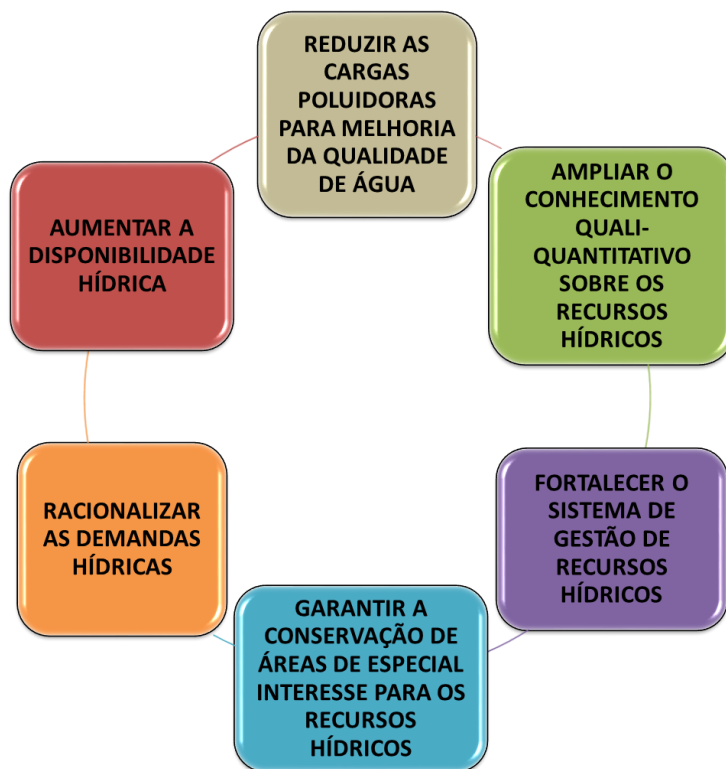 REDUZIR AS
CARGAS
POLUIDORAS
PARA MELHORIA
DA QUALIDADE
DE ÁGUA
AMPLIAR O
CONHECIMENTO
QUALI-
QUANTITATIVO
SOBRE OS
RECURSOS
HÍDRICOS
FORTALECER O
SISTEMA DE
GESTÃO DE
RECURSOS
HÍDRICOS
GARANTIR A
CONSERVAÇÃO DE
ÁREAS DE ESPECIAL
INTERESSE PARA OS
RECURSOS
HÍDRICOS
RACIONALIZAR
AS DEMANDAS
HÍDRICAS
AUMENTAR A
DISPONIBILIDADE
HÍDRICA